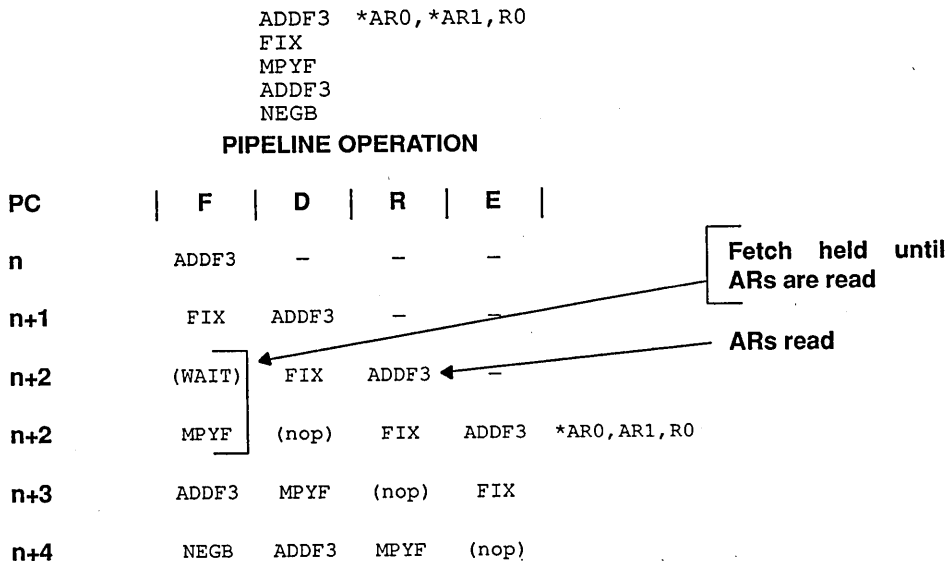 ADDF3 *AR0,*AR1,R0
FIX
MPYF
ADDF3
NEGB
PIPELINE OPERATION
PC | F | D | R | E |
n ADDF3 – – –
Fetch held until
ARs are read
n+1 FIX ADDF3 – –
ARs read
n+2 (WAIT) FIX ADDF3 –
n+2 MPYF (nop) FIX ADDF3 *AR0,AR1,R0
n+3 ADDF3 MPYF (nop) FIX
n+4 NEGB ADDF3 MPYF (nop)